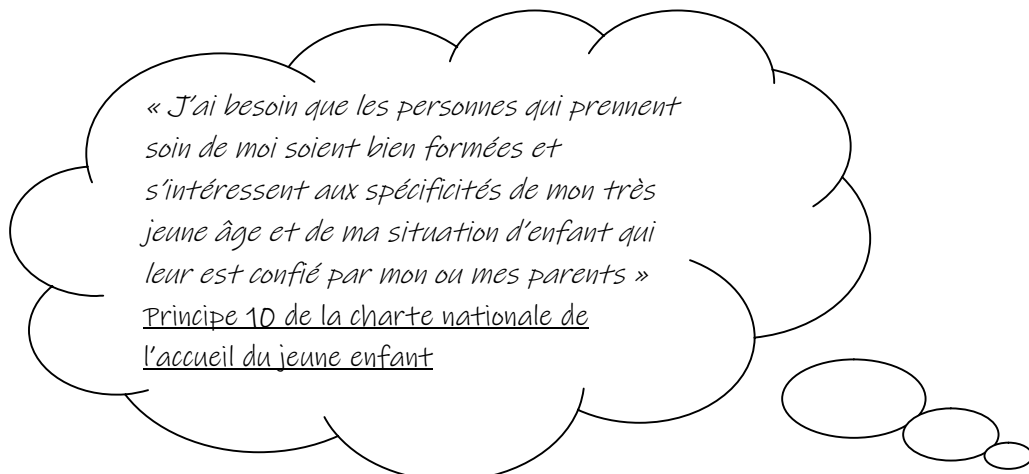 « J'ai besoin que les personnes qui prennent
soin de moi soient bien formées et
s'intéressent aux spécificités de mon très
jeune âge et de ma situation d'enfant qui
leur est confié par mon ou mes parents »
Principe 10 de la charte nationale de
l'accueil du jeune enfant